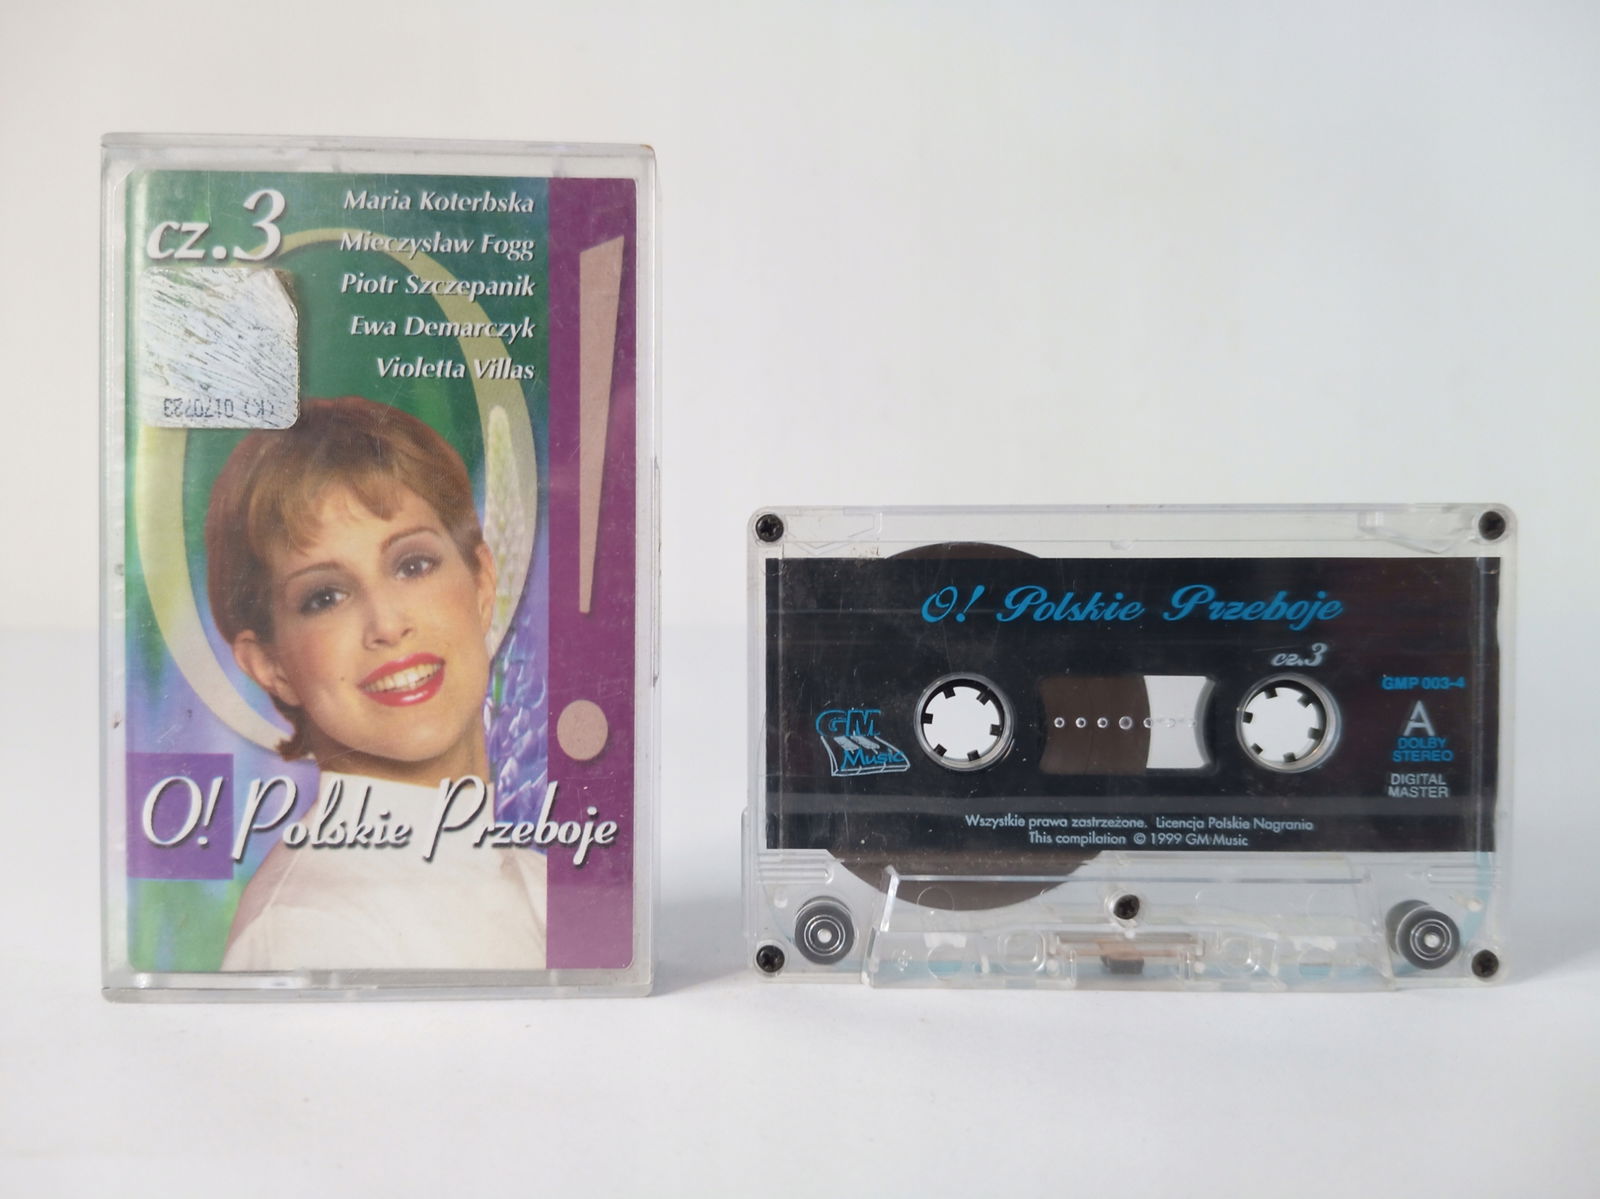 cz.3
Maria Koterbska
Mieczysław Fogg
Piotr Szczepanik
Ewa Demarczyk
Violetta Villas
(K) 0170723
O! Polskie Przeboje
O! Polskie Przeboje
cz.3
GMP 003-4
A
DOLBY
STEREO
DIGITAL
MASTER
GM
Music
Wszystkie prawa zastrzeżone. Licencja Polskie Nagrania
This compilation © 1999 GM Music